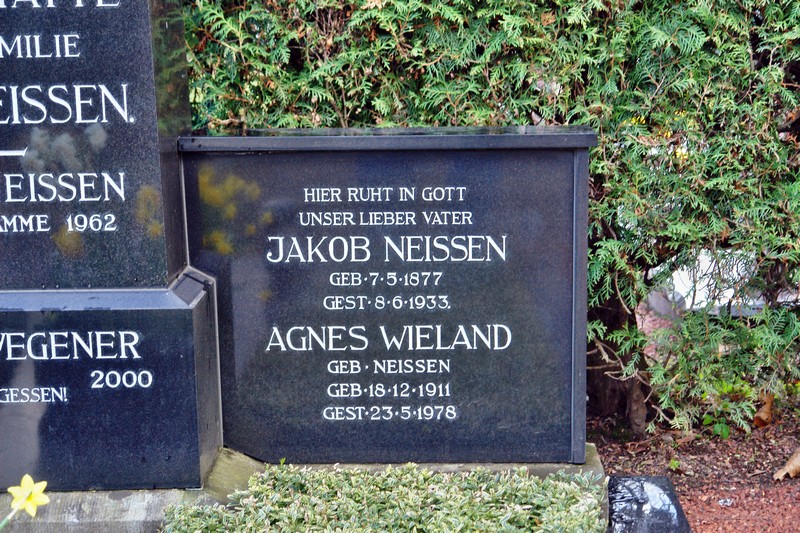 MILIE
EISSEN.
EISSEN
AMME 1962
WEGENER
2000
GESSEN!
HIER RUHT IN GOTT
UNSER LIEBER VATER
JAKOB NEISSEN
GEB·7·5·1877
GEST·8·6·1933.
AGNES WIELAND
GEB·NEISSEN
GEB·18·12·1911
GEST·23·5·1978